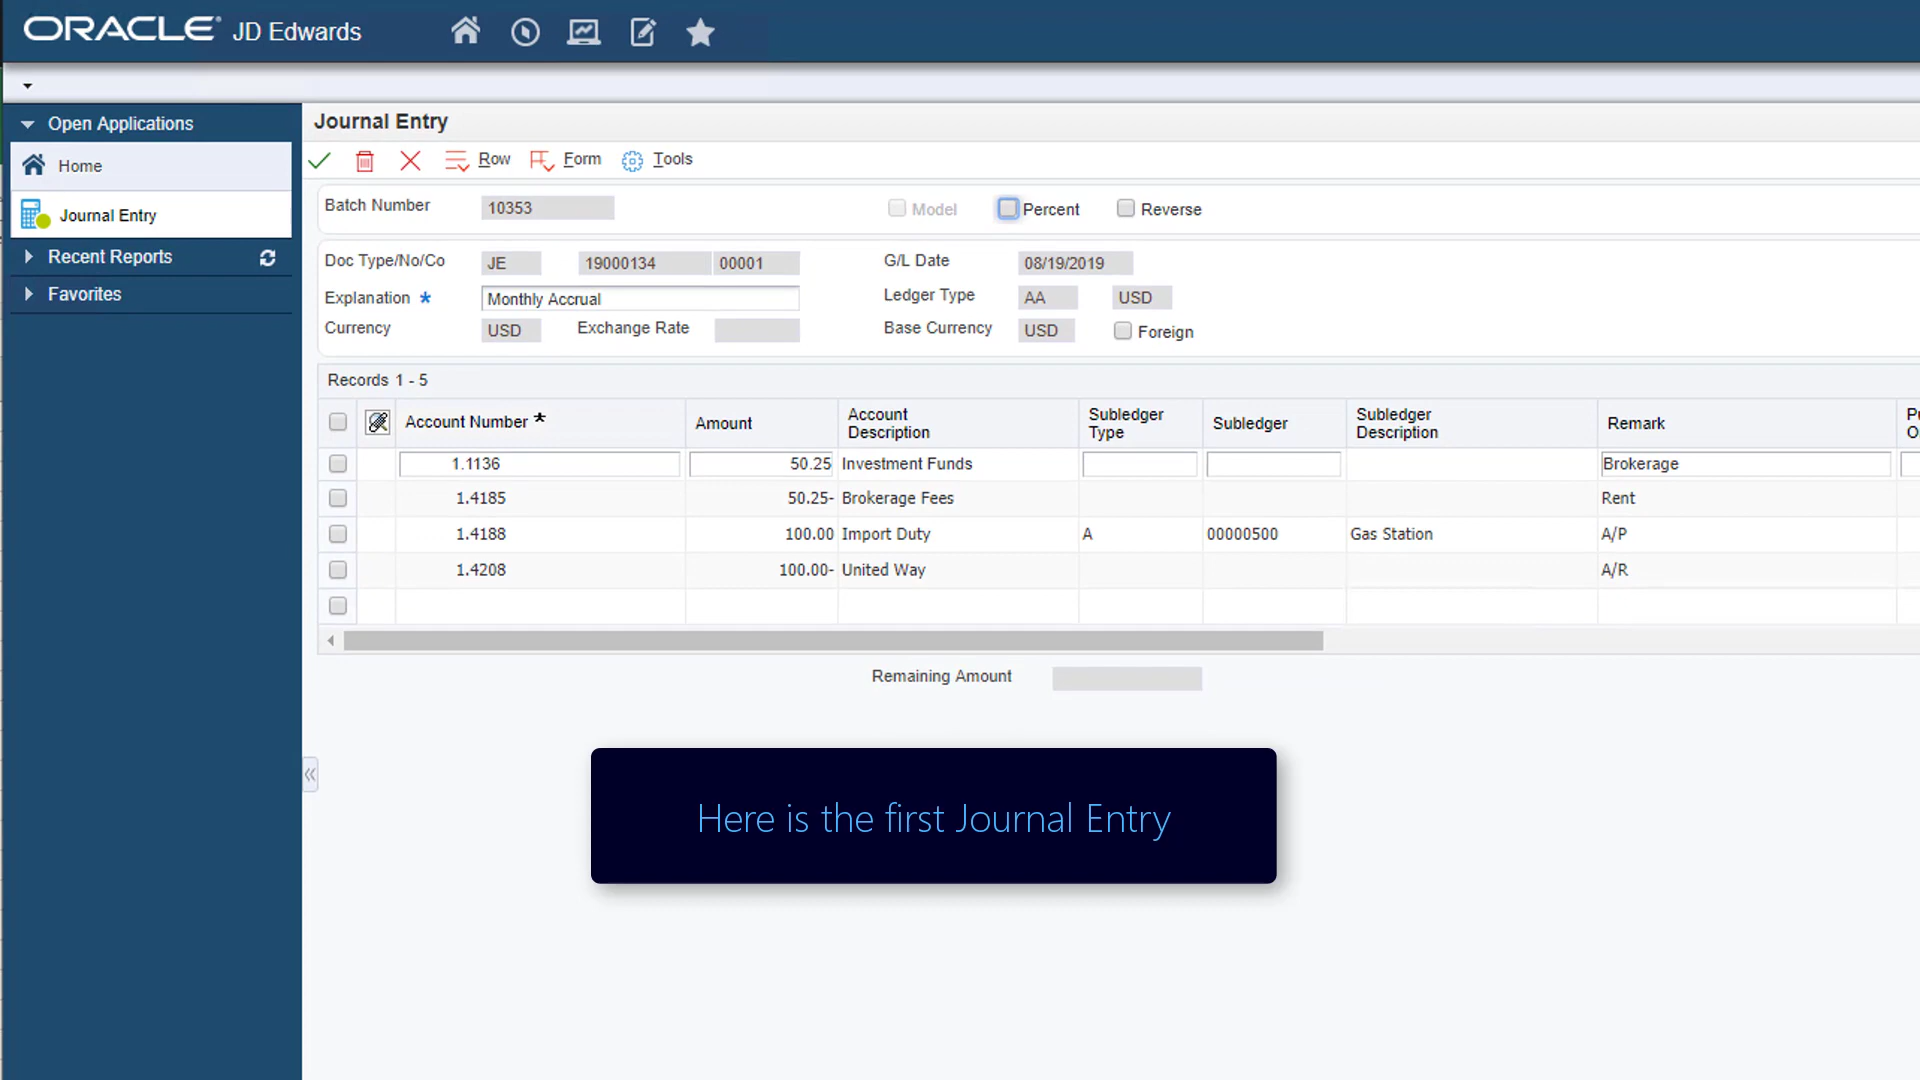 ORACLE JD Edwards
Open Applications
Home
Journal Entry
Recent Reports
Favorites
Journal Entry
Row Form Tools
Batch Number 10353 Model Percent Reverse
Doc Type/No/Co JE 19000134 00001 G/L Date 08/19/2019
Explanation * Monthly Accrual Ledger Type AA USD
Currency USD Exchange Rate Base Currency USD Foreign
Records 1 - 5
Account Number * Amount Account Description Subledger Type Subledger Subledger Description Remark
1.1136 50.25 Investment Funds Brokerage
1.4185 50.25- Brokerage Fees Rent
1.4188 100.00 Import Duty A 00000500 Gas Station A/P
1.4208 100.00- United Way A/R
Remaining Amount
Here is the first Journal Entry